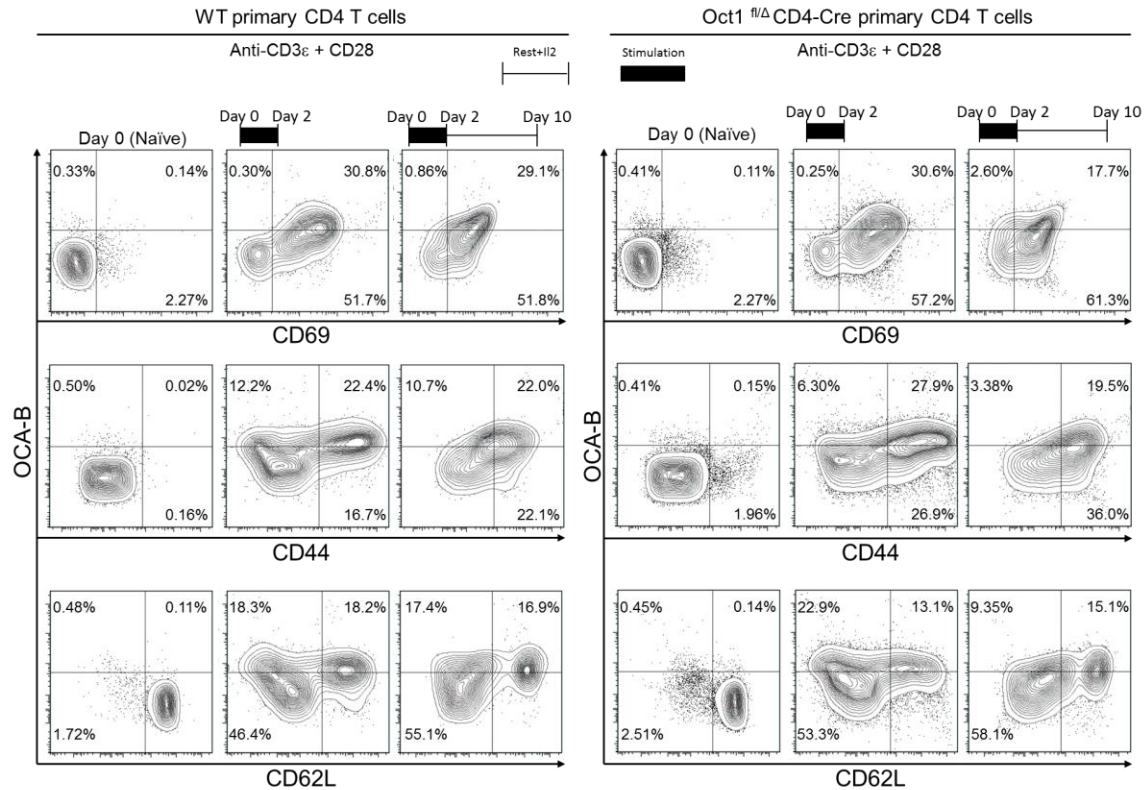 WT primary CD4 T cells
Anti-CD3ε + CD28
Rest+Il2
Day 0 (Naïve)
Day 0 Day 2
Day 0 Day 2 Day 10
0.33% 0.14% 0.30% 30.8% 0.86% 29.1%
2.27% 51.7% 51.8%
CD69
0.50% 0.02% 12.2% 22.4% 10.7% 22.0%
OCA-B
0.16% 16.7% 22.1%
CD44
0.48% 0.11% 18.3% 18.2% 17.4% 16.9%
1.72% 46.4% 55.1%
CD62L
Oct1 fl/Δ CD4-Cre primary CD4 T cells
Stimulation
Anti-CD3ε + CD28
Day 0 (Naïve)
Day 0 Day 2
Day 0 Day 2 Day 10
0.41% 0.11% 0.25% 30.6% 2.60% 17.7%
2.27% 57.2% 61.3%
CD69
0.41% 0.15% 6.30% 27.9% 3.38% 19.5%
OCA-B
1.96% 26.9% 36.0%
CD44
0.45% 0.14% 22.9% 13.1% 9.35% 15.1%
2.51% 53.3% 58.1%
CD62L